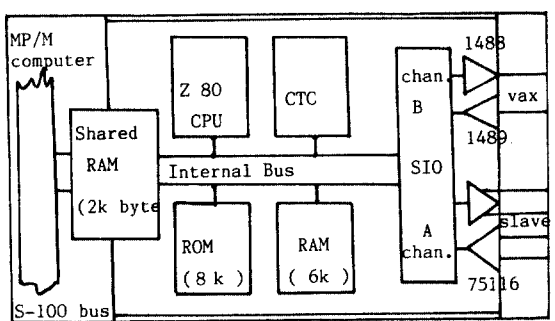 MP/M
computer
Shared
RAM
(2k byte
S-100 bus
Z 80
CPU
CTC
Internal Bus
ROM
(8k)
RAM
(6k)
chan.
B
SIO
A
chan.
1488
1489
vax
slave
75116